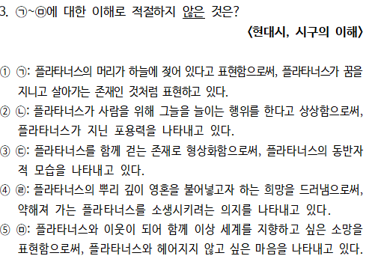 3. ㉠~㉤에 대한 이해로 적절하지 않은 것은?
<현대시, 시구의 이해>
① ㉠: 플라타너스의 머리가 하늘에 젖어 있다고 표현함으로써, 플라타너스가 꿈을
지니고 살아가는 존재인 것처럼 표현하고 있다.
② ㉡: 플라타너스가 사람을 위해 그늘을 늘이는 행위를 한다고 상상함으로써,
플라타너스가 지닌 포용력을 나타내고 있다.
③ ㉢: 플라타너스를 함께 걷는 존재로 형상화함으로써, 플라타너스의 동반자
적 모습을 나타내고 있다.
④ ㉣: 플라타너스의 뿌리 깊이 영혼을 불어넣고자 하는 희망을 드러냄으로써,
약해져 가는 플라타너스를 소생시키려는 의지를 나타내고 있다.
⑤ ㉤: 플라타너스와 이웃이 되어 함께 이상 세계를 지향하고 싶은 소망을
표현함으로써, 플라타너스와 헤어지지 않고 싶은 마음을 나타내고 있다.